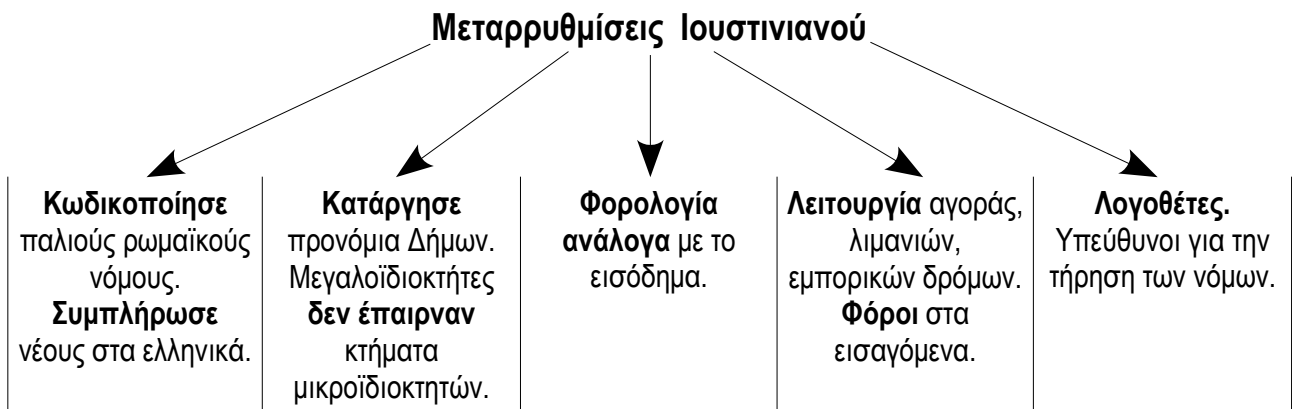 Μεταρρυθμίσεις Ιουστινιανού
Κωδικοποίησε
παλιούς ρωμαϊκούς
νόμους.
Συμπλήρωσε
νέους στα ελληνικά.
Κατάργησε
προνόμια Δήμων.
Μεγαλοϊδιοκτήτες
δεν έπαιρναν
κτήματα
μικροϊδιοκτητών.
Φορολογία
ανάλογα με το
εισόδημα.
Λειτουργία αγοράς,
λιμανιών,
εμπορικών δρόμων.
Φόροι στα
εισαγόμενα.
Λογοθέτες.
Υπεύθυνοι για την
τήρηση των νόμων.